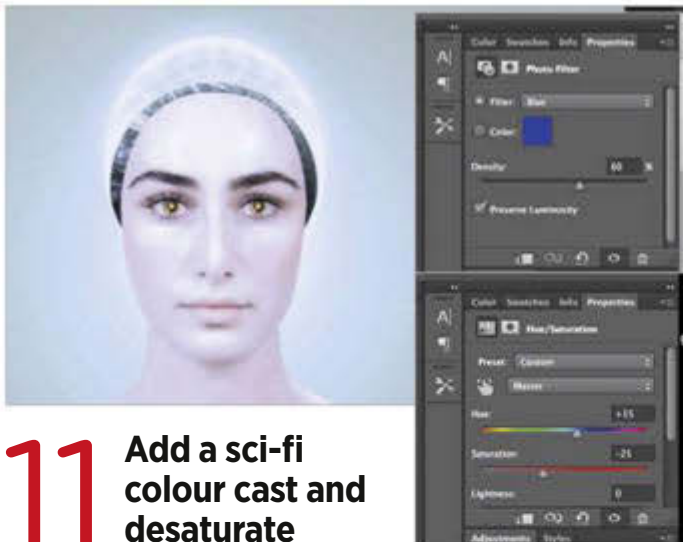 Color Swatches Info Properties
Photo Filter
Filter: Blue
Color:
Density: 60 %
Preserve Luminosity
Color Swatches Info Properties
Hue/Saturation
Preset: Custom
Master
Hue: +15
Saturation: -25
Lightness: 0
Adjustments Styles
11
Add a sci-fi
colour cast and
desaturate